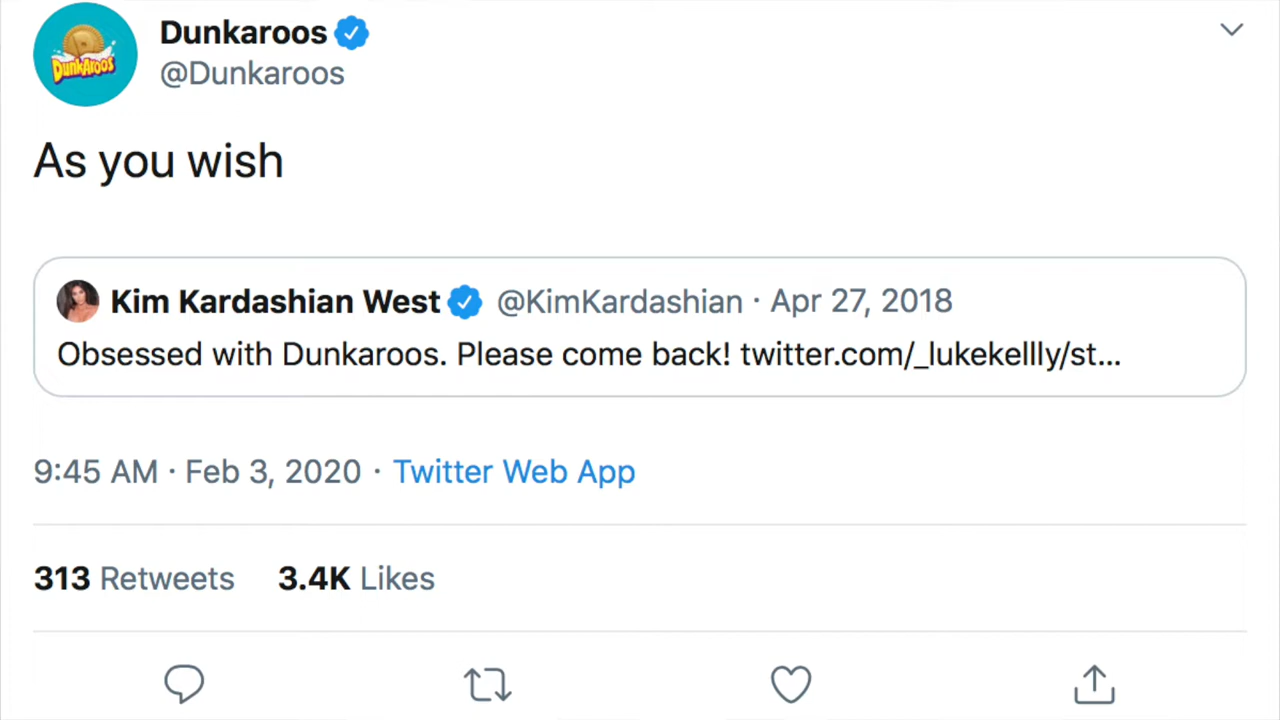 Dunkaroos
@Dunkaroos
DunkAroos
As you wish
Kim Kardashian West @KimKardashian · Apr 27, 2018
Obsessed with Dunkaroos. Please come back! twitter.com/_lukekellly/st...
9:45 AM · Feb 3, 2020 · Twitter Web App
313 Retweets 3.4K Likes